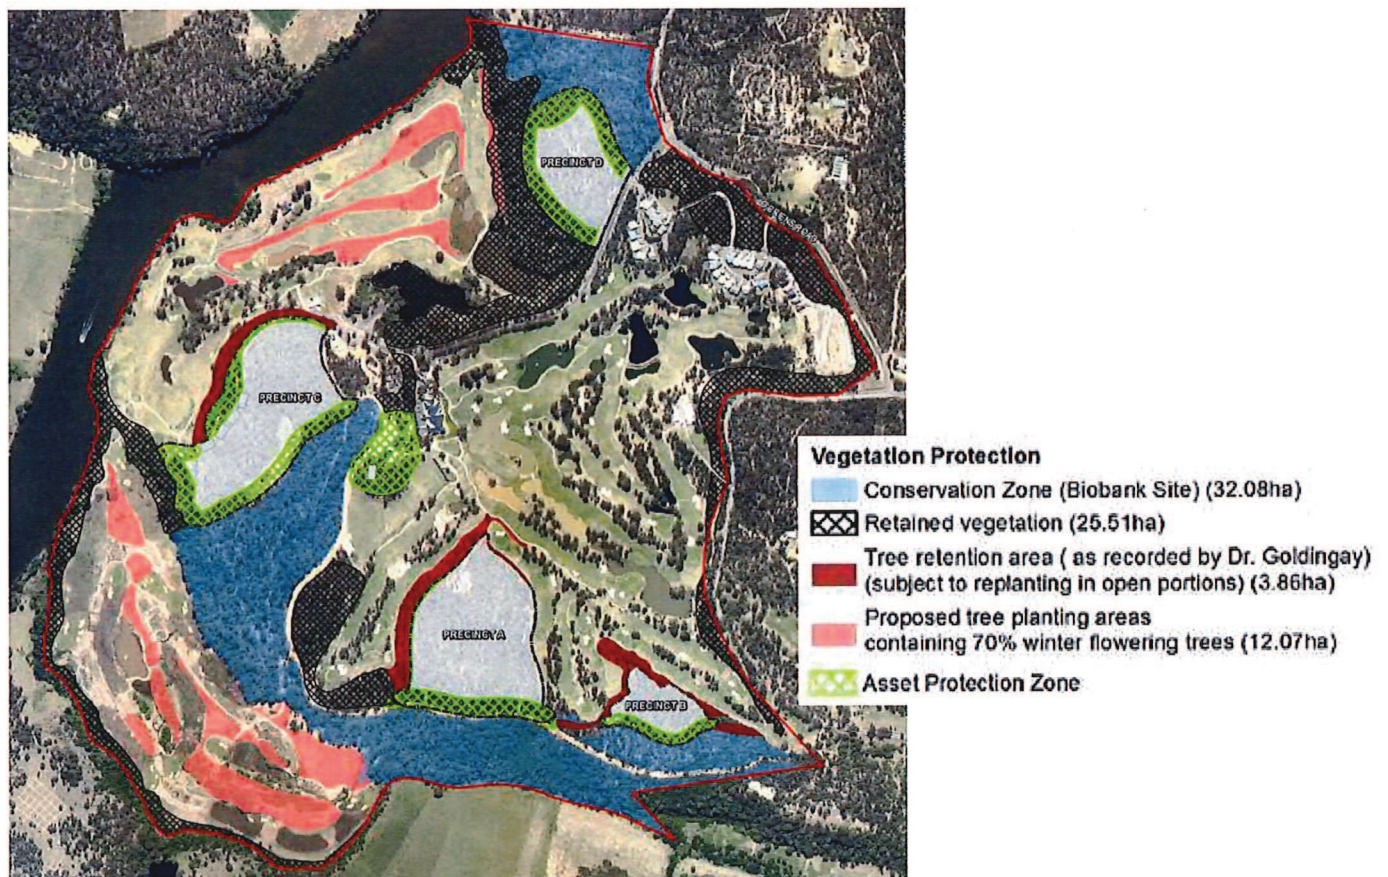 PRECINCT D
PRECINCT C
PRECINCT A
PRECINCT B
Vegetation Protection
Conservation Zone (Biobank Site) (32.08ha)
Retained vegetation (25.51ha)
Tree retention area ( as recorded by Dr. Goldingay)
(subject to replanting in open portions) (3.86ha)
Proposed tree planting areas
containing 70% winter flowering trees (12.07ha)
Asset Protection Zone